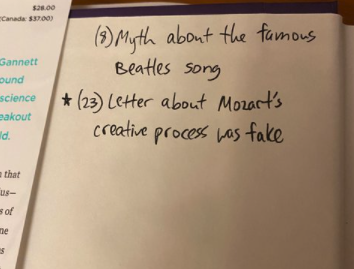 $28.00
(Canada: $37.00)
Gannett
ound
science
eakout
d.
that
us—
s of
ne
s
(8) Myth about the famous
Beatles song
★ (23) Letter about Mozart's
creative process was fake